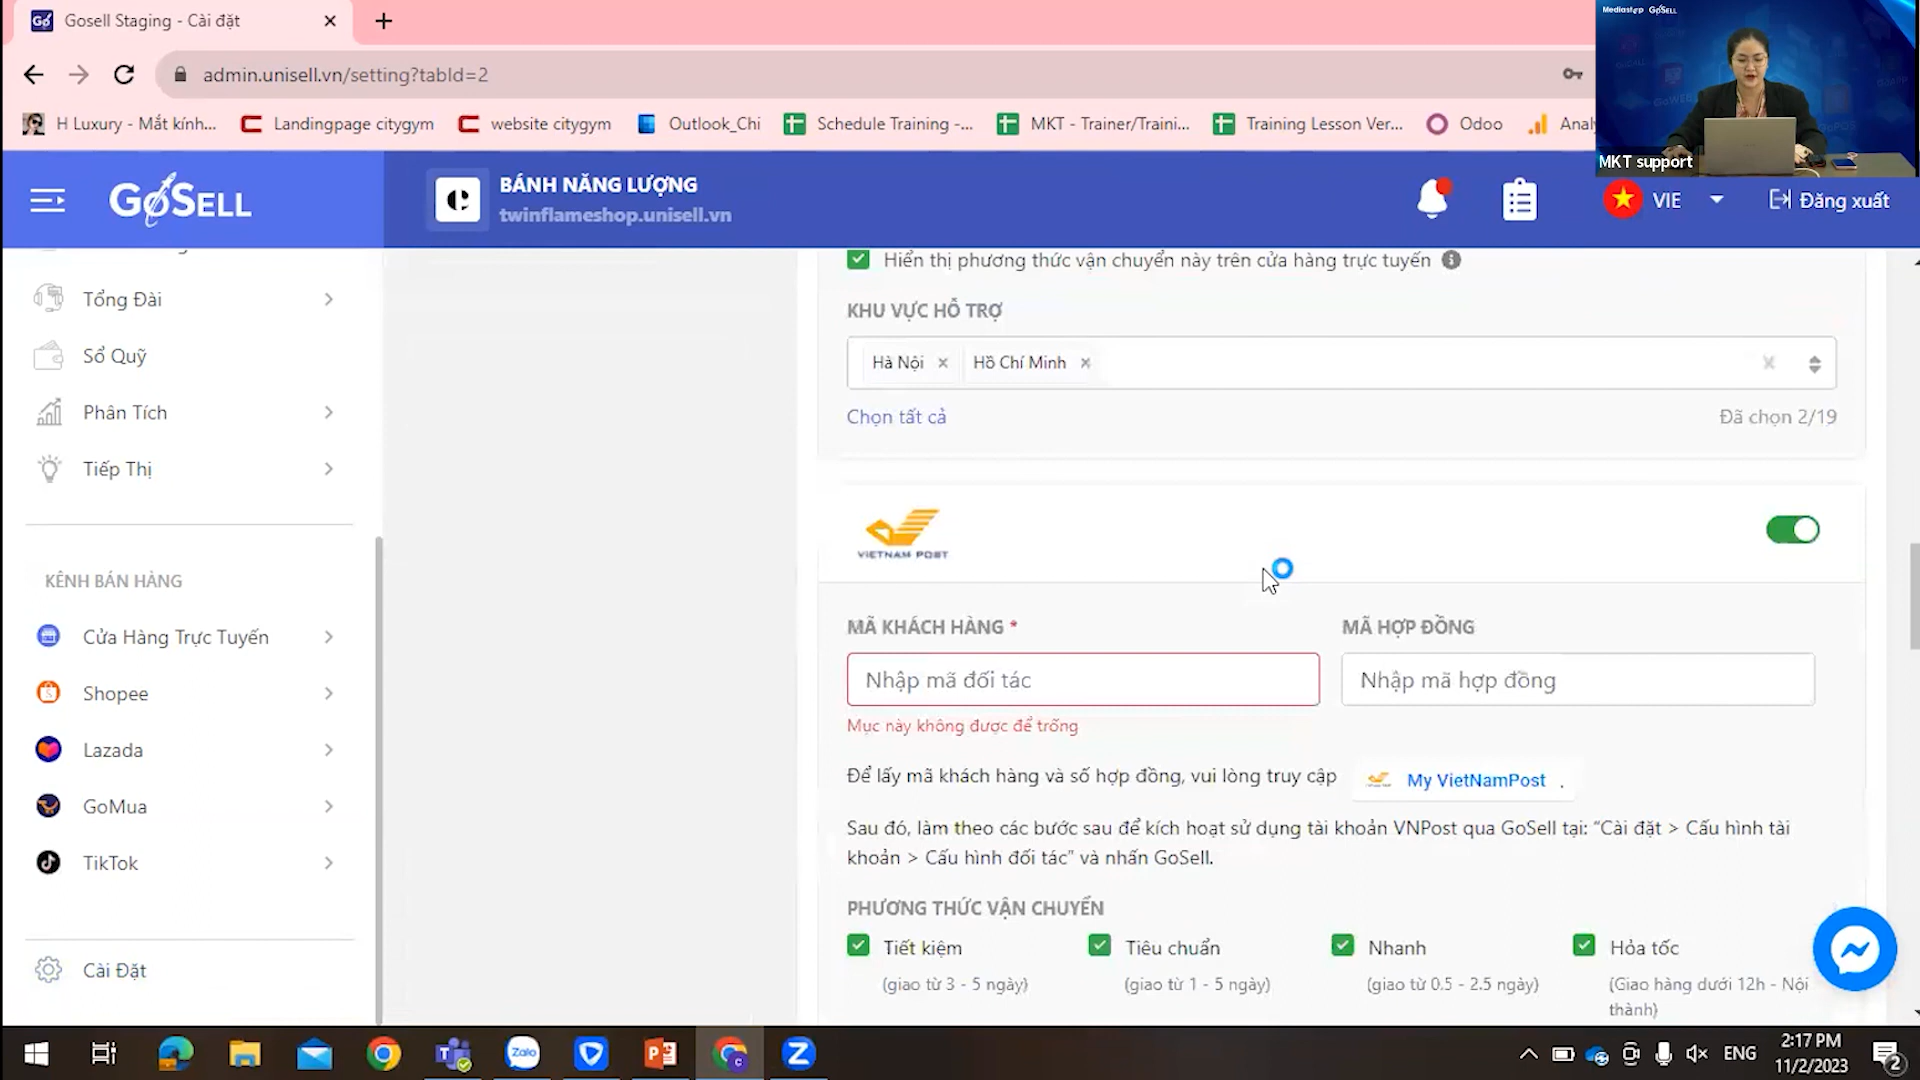 Gosell Staging - Cài đặt
admin.unisell.vn/setting?tabId=2
H Luxury - Mắt kính...
Landingpage citygym
website citygym
Outlook_Chi
Schedule Training -...
MKT - Trainer/Traini...
Training Lesson Ver...
Odoo
Mediastep GoSELL
MKT support
GoSELL
BÁNH NĂNG LƯỢNG
twinflameshop.unisell.vn
VIE
Đăng xuất
Tổng Đài
Sổ Quỹ
Phân Tích
Tiếp Thị
KÊNH BÁN HÀNG
Cửa Hàng Trực Tuyến
Shopee
Lazada
GoMua
TikTok
Cài Đặt
Hiển thị phương thức vận chuyển này trên cửa hàng trực tuyến
KHU VỰC HỖ TRỢ
Hà Nội × Hồ Chí Minh ×
Chọn tất cả
Đã chọn 2/19
VIETNAM POST
MÃ KHÁCH HÀNG *
MÃ HỢP ĐỒNG
Nhập mã đối tác
Nhập mã hợp đồng
Mục này không được để trống
Để lấy mã khách hàng và số hợp đồng, vui lòng truy cập My VietNamPost .
Sau đó, làm theo các bước sau để kích hoạt sử dụng tài khoản VNPost qua GoSell tại: “Cài đặt > Cấu hình tài
khoản > Cấu hình đối tác” và nhấn GoSell.
PHƯƠNG THỨC VẬN CHUYỂN
Tiết kiệm
(giao từ 3 - 5 ngày)
Tiêu chuẩn
(giao từ 1 - 5 ngày)
Nhanh
(giao từ 0.5 - 2.5 ngày)
Hỏa tốc
(Giao hàng dưới 12h - Nội
thành)
Zalo
ENG
2:17 PM
11/2/2023
2